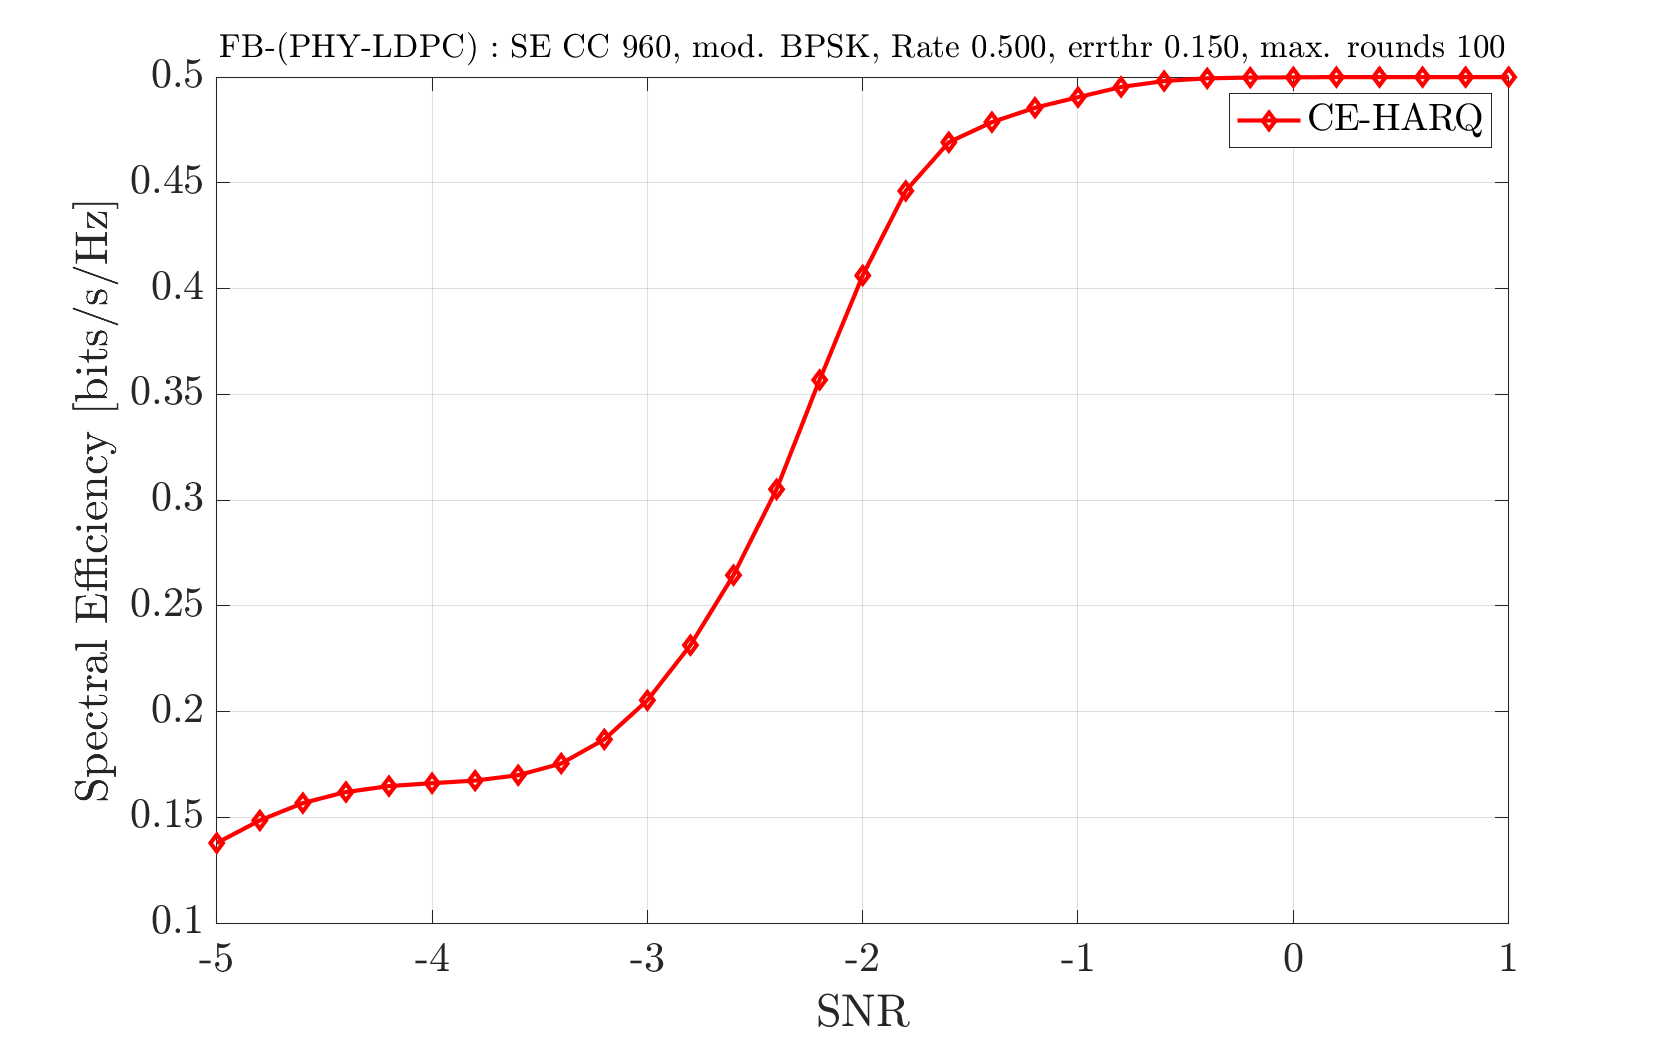 FB-(PHY-LDPC) : SE CC 960, mod. BPSK, Rate 0.500, errthr 0.150, max. rounds 100
CE-HARQ
Spectral Efficiency [bits/s/Hz]
0.5
0.45
0.4
0.35
0.3
0.25
0.2
0.15
0.1
-5 -4 -3 -2 -1 0 1
SNR